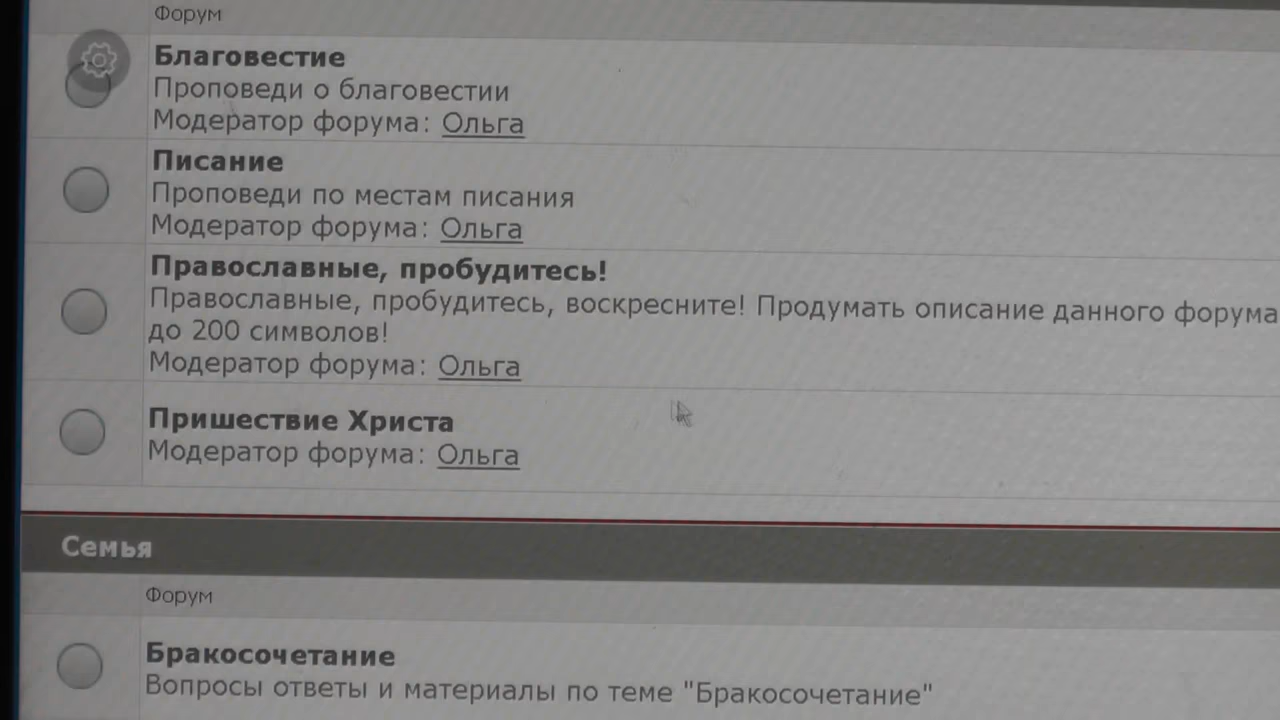 Форум
Благовестие
Проповеди о благовестии
Модератор форума: Ольга
Писание
Проповеди по местам писания
Модератор форума: Ольга
Православные, пробудитесь!
Православные, пробудитесь, воскресните! Продумать описание данного форума
до 200 символов!
Модератор форума: Ольга
Пришествие Христа
Модератор форума: Ольга
Семья
Форум
Бракосочетание
Вопросы ответы и материалы по теме "Бракосочетание"